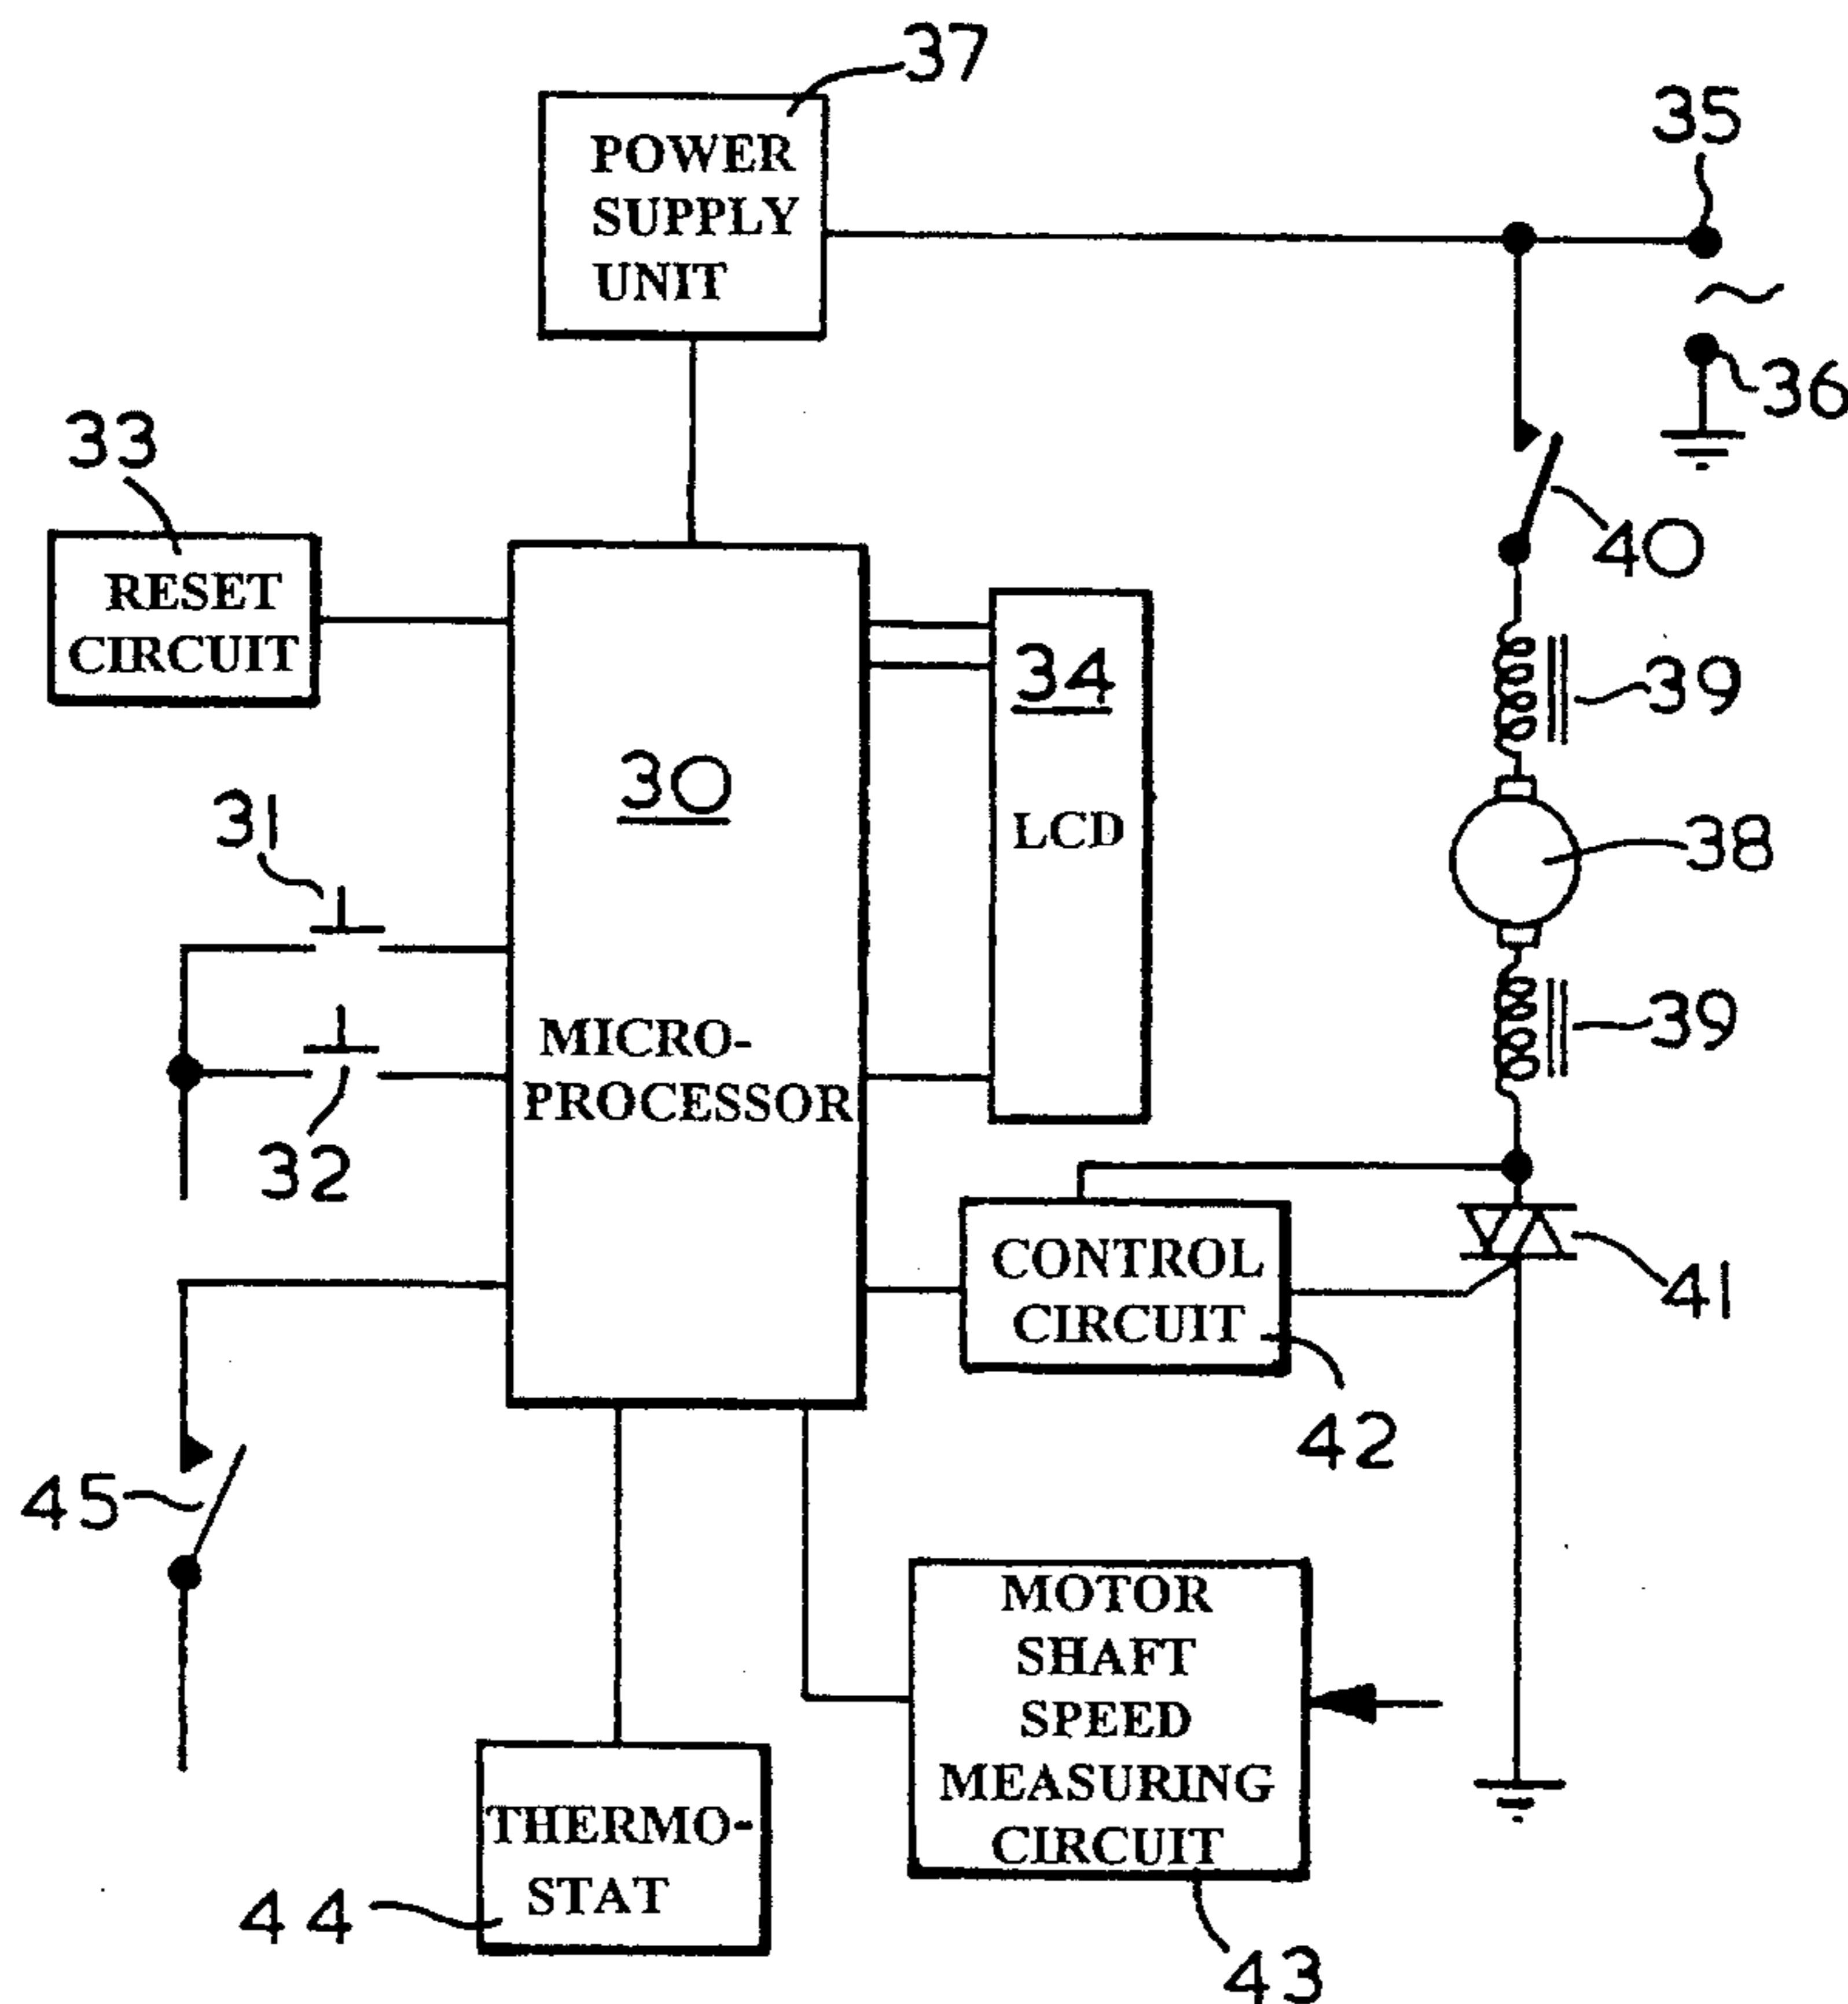 37
POWER
SUPPLY
UNIT
35
36
33
RESET
CIRCUIT
40
34
LCD
39
30
38
31
MICRO-
PROCESSOR
39
32
CONTROL
CIRCUIT
41
42
45
MOTOR
SHAFT
SPEED
MEASURING
CIRCUIT
THERMO-
STAT
44
43